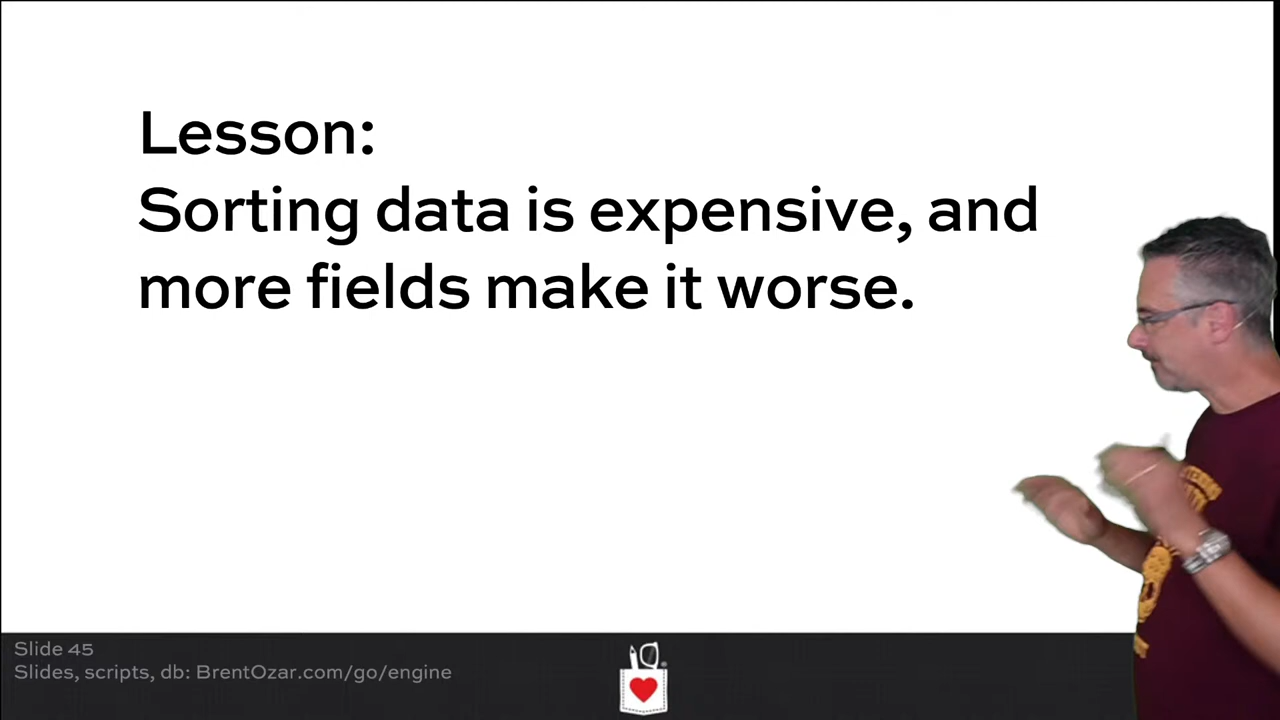 Lesson:
Sorting data is expensive, and
more fields make it worse.
Slide 45
Slides, scripts, db: BrentOzar.com/go/engine